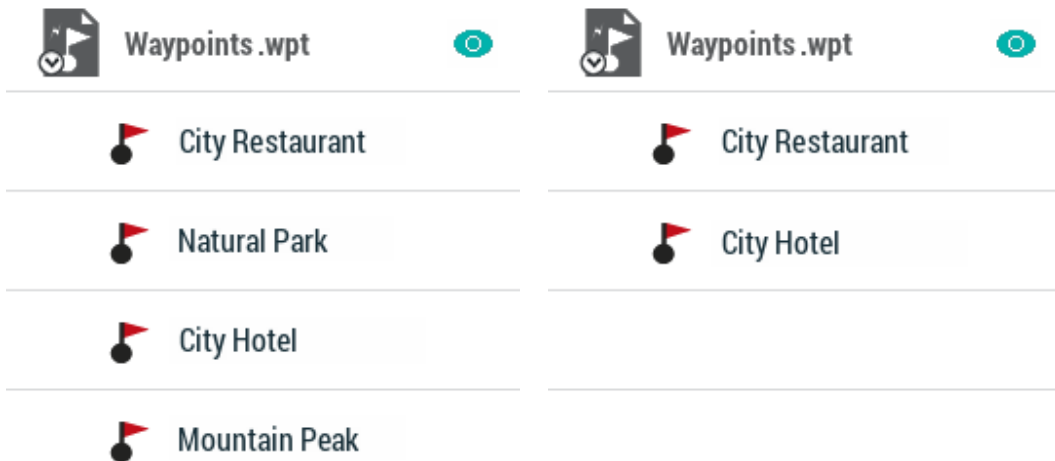 Waypoints.wpt
City Restaurant
Natural Park
City Hotel
Mountain Peak
Waypoints.wpt
City Restaurant
City Hotel